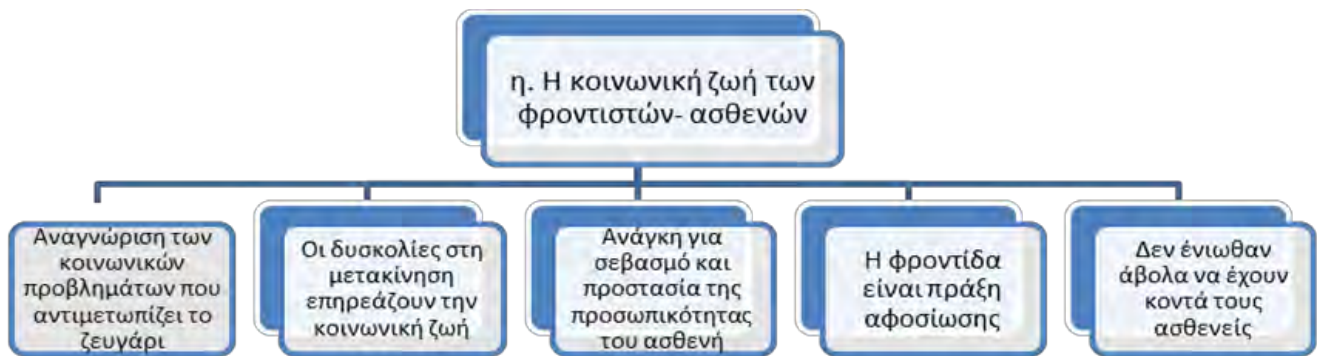 η. Η κοινωνική ζωή των
φροντιστών- ασθενών
Αναγνώριση των
κοινωνικών
προβλημάτων που
αντιμετωπίζει το
ζευγάρι
Οι δυσκολίες στη
μετακίνηση
επηρεάζουν την
κοινωνική ζωή
Ανάγκη για
σεβασμό και
προστασία της
προσωπικότητας
του ασθενή
Η φροντίδα
είναι πράξη
αφοσίωσης
Δεν ένιωθαν
άβολα να έχουν
κοντά τους
ασθενείς